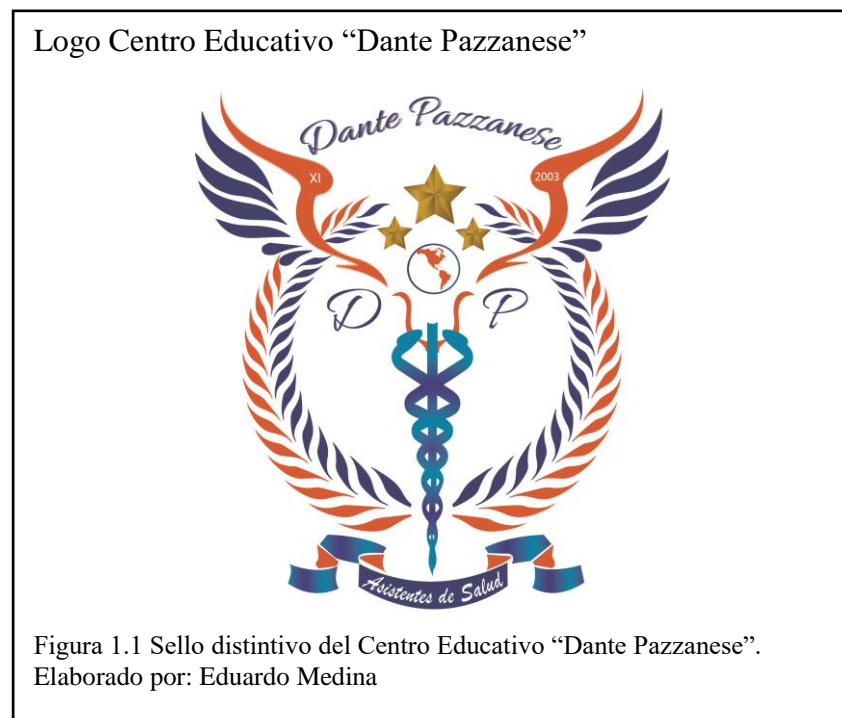 Logo Centro Educativo “Dante Pazzanese”
Dante Pazzanese
XI
2003
D
P
Asistentes de Salud
Figura 1.1 Sello distintivo del Centro Educativo “Dante Pazzanese”.
Elaborado por: Eduardo Medina